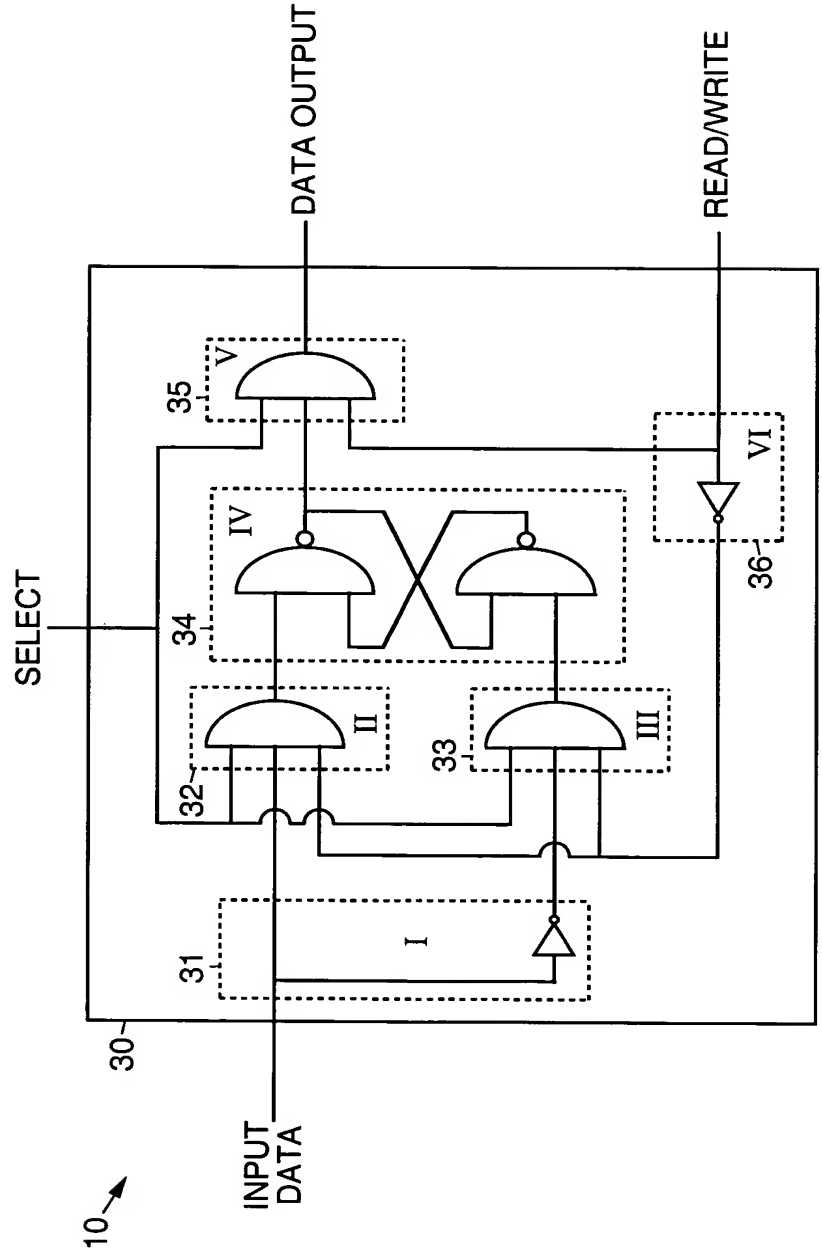 10
30
SELECT
INPUT
DATA
31
I
32
II
33
III
34
IV
35
V
36
VI
DATA OUTPUT
READ/WRITE